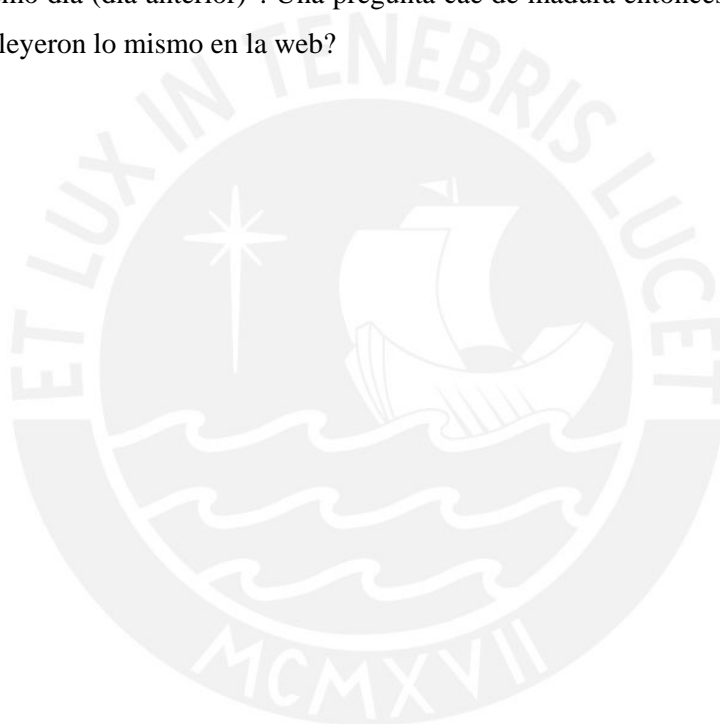 mo día (día anterior)". Una pregunta cae de madura entonces
leyeron lo mismo en la web?
ET LUX IN TENEBRIS LUCET
MCMXVII